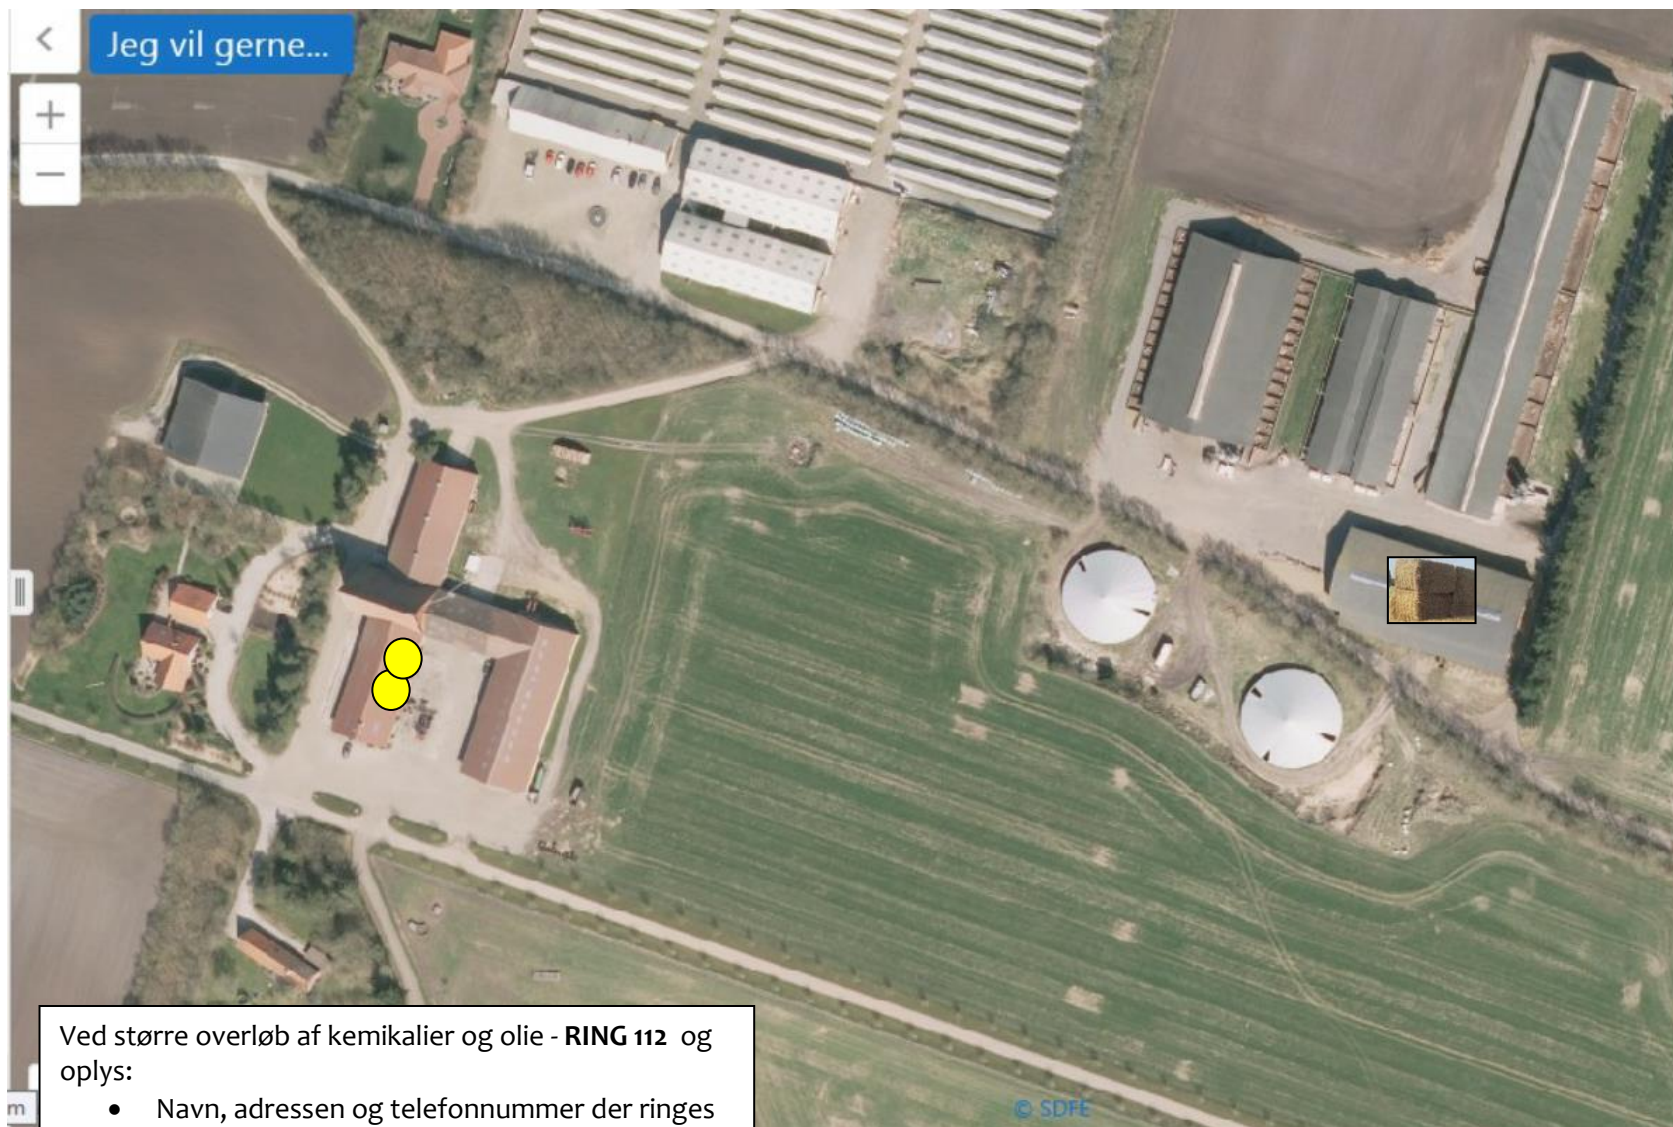 Jeg vil gerne...
Ved større overløb af kemikalier og olie - RING 112 og
oplys:
• Navn, adressen og telefonnummer der ringes
m
© SDFE